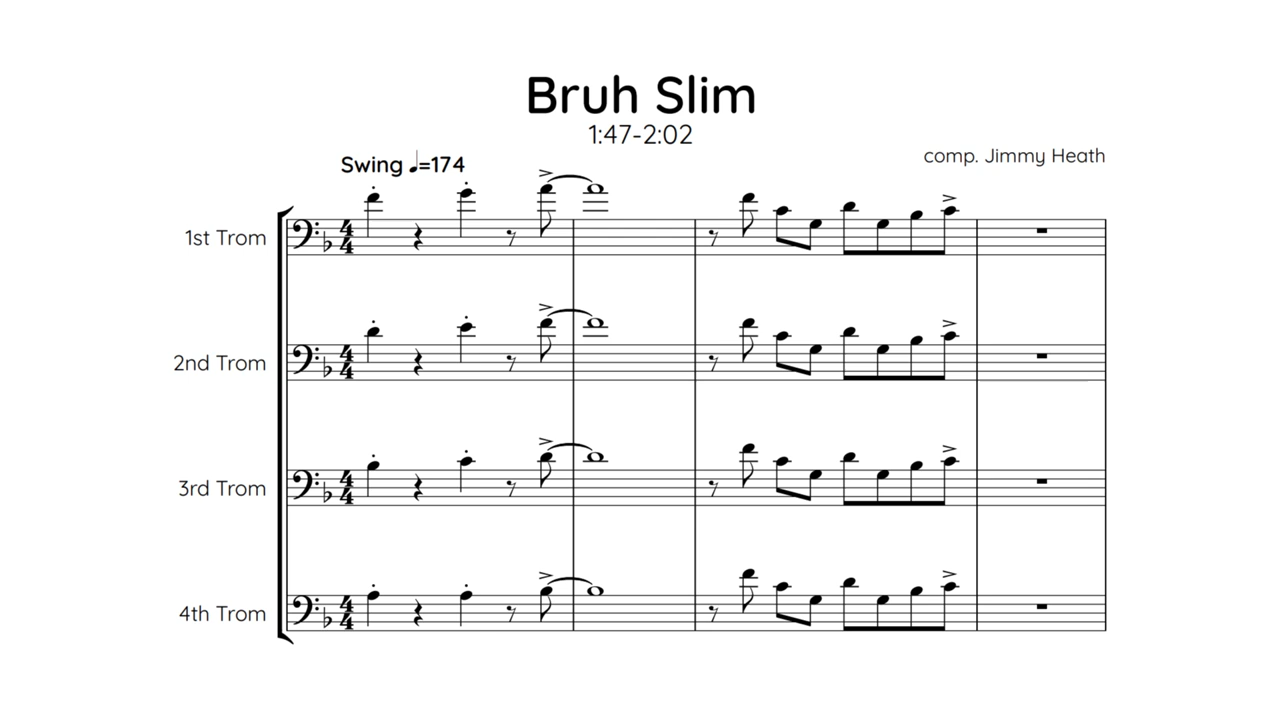 Bruh Slim
1:47-2:02
comp. Jimmy Heath
Swing ♩=174
1st Trom
2nd Trom
3rd Trom
4th Trom